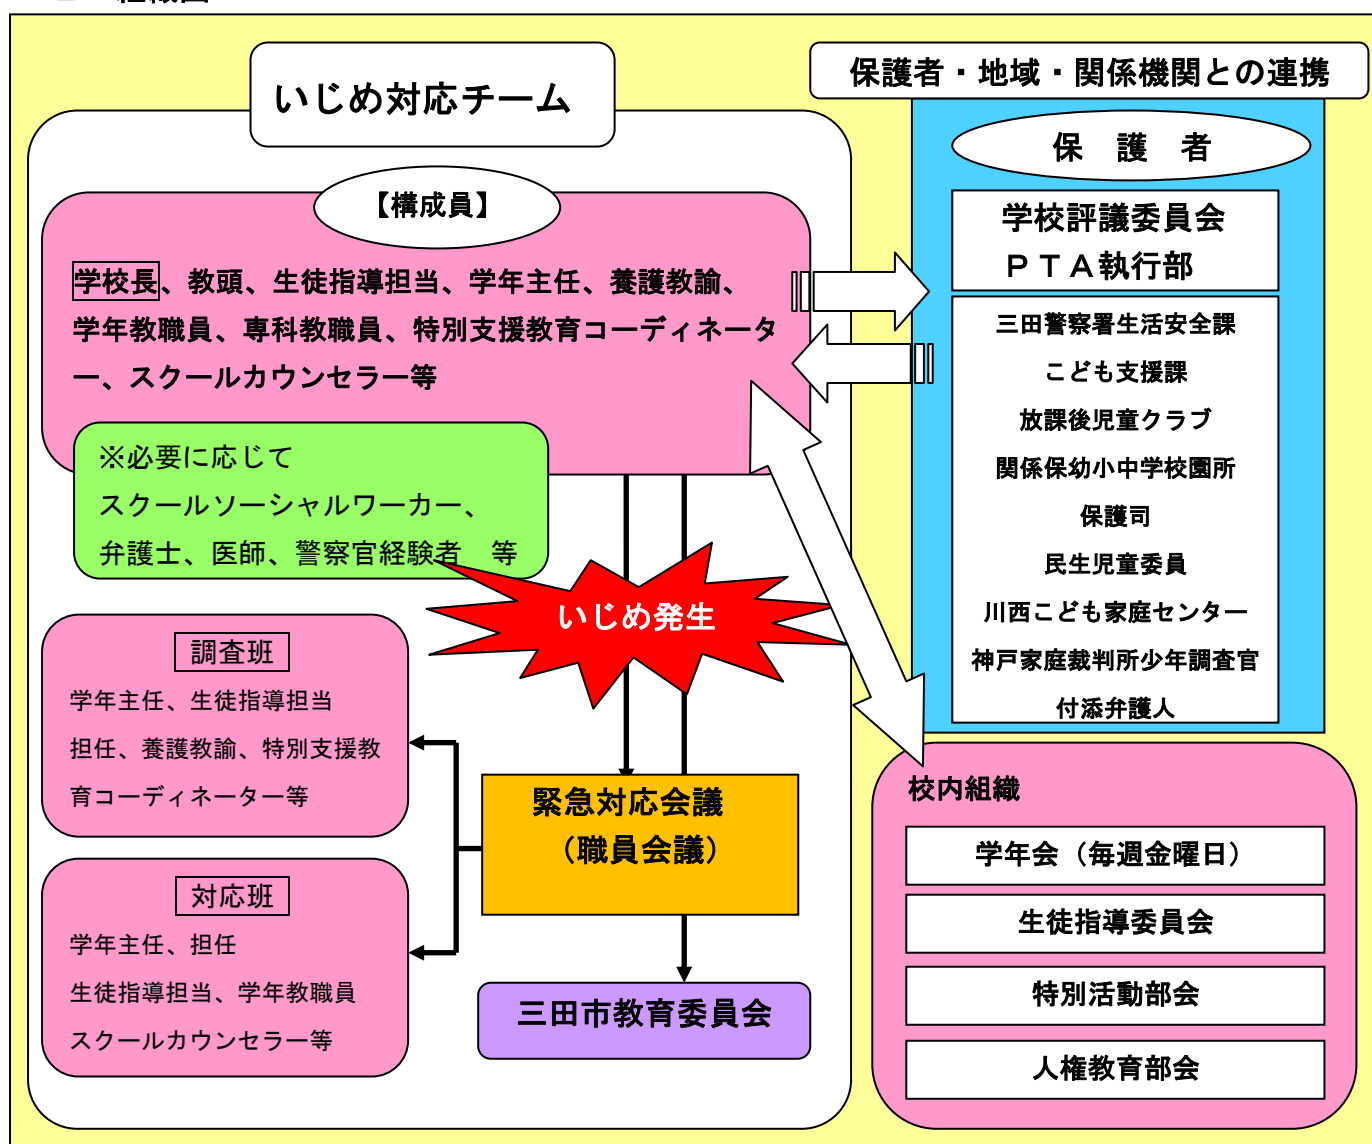 いじめ対応チーム
【構成員】
学校長、教頭、生徒指導担当、学年主任、養護教諭、
学年教職員、専科教職員、特別支援教育コーディネータ
ー、スクールカウンセラー等
※必要に応じて
スクールソーシャルワーカー、
弁護士、医師、警察官経験者　等
いじめ発生
調査班
学年主任、生徒指導担当
担任、養護教諭、特別支援教
育コーディネーター等
対応班
学年主任、担任
生徒指導担当、学年教職員
スクールカウンセラー等
緊急対応会議
（職員会議）
三田市教育委員会
保護者・地域・関係機関との連携
保　護　者
学校評議委員会
ＰＴＡ執行部
三田警察署生活安全課
こども支援課
放課後児童クラブ
関係保幼小中学校園所
保護司
民生児童委員
川西こども家庭センター
神戸家庭裁判所少年調査官
付添弁護人
校内組織
学年会（毎週金曜日）
生徒指導委員会
特別活動部会
人権教育部会